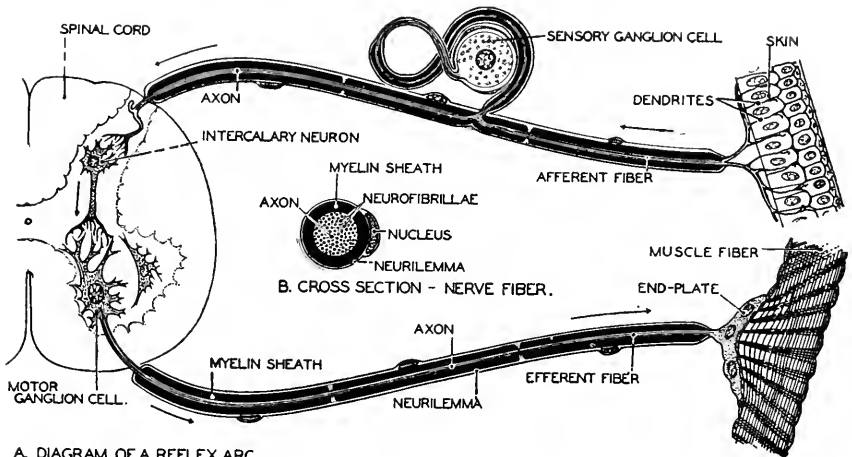 SPINAL CORD
SENSORY GANGLION CELL
SKIN
AXON
DENDRITES
INTERCALARY NEURON
MYELIN SHEATH
AFFERENT FIBER
AXON
NEUROFIBRILLAE
NUCLEUS
MUSCLE FIBER
NEURILEMMA
B. CROSS SECTION - NERVE FIBER.
END-PLATE
AXON
MYELIN SHEATH
EFFERENT FIBER
MOTOR
GANGLION CELL.
NEURILEMMA
A. DIAGRAM OF A REFLEX ARC